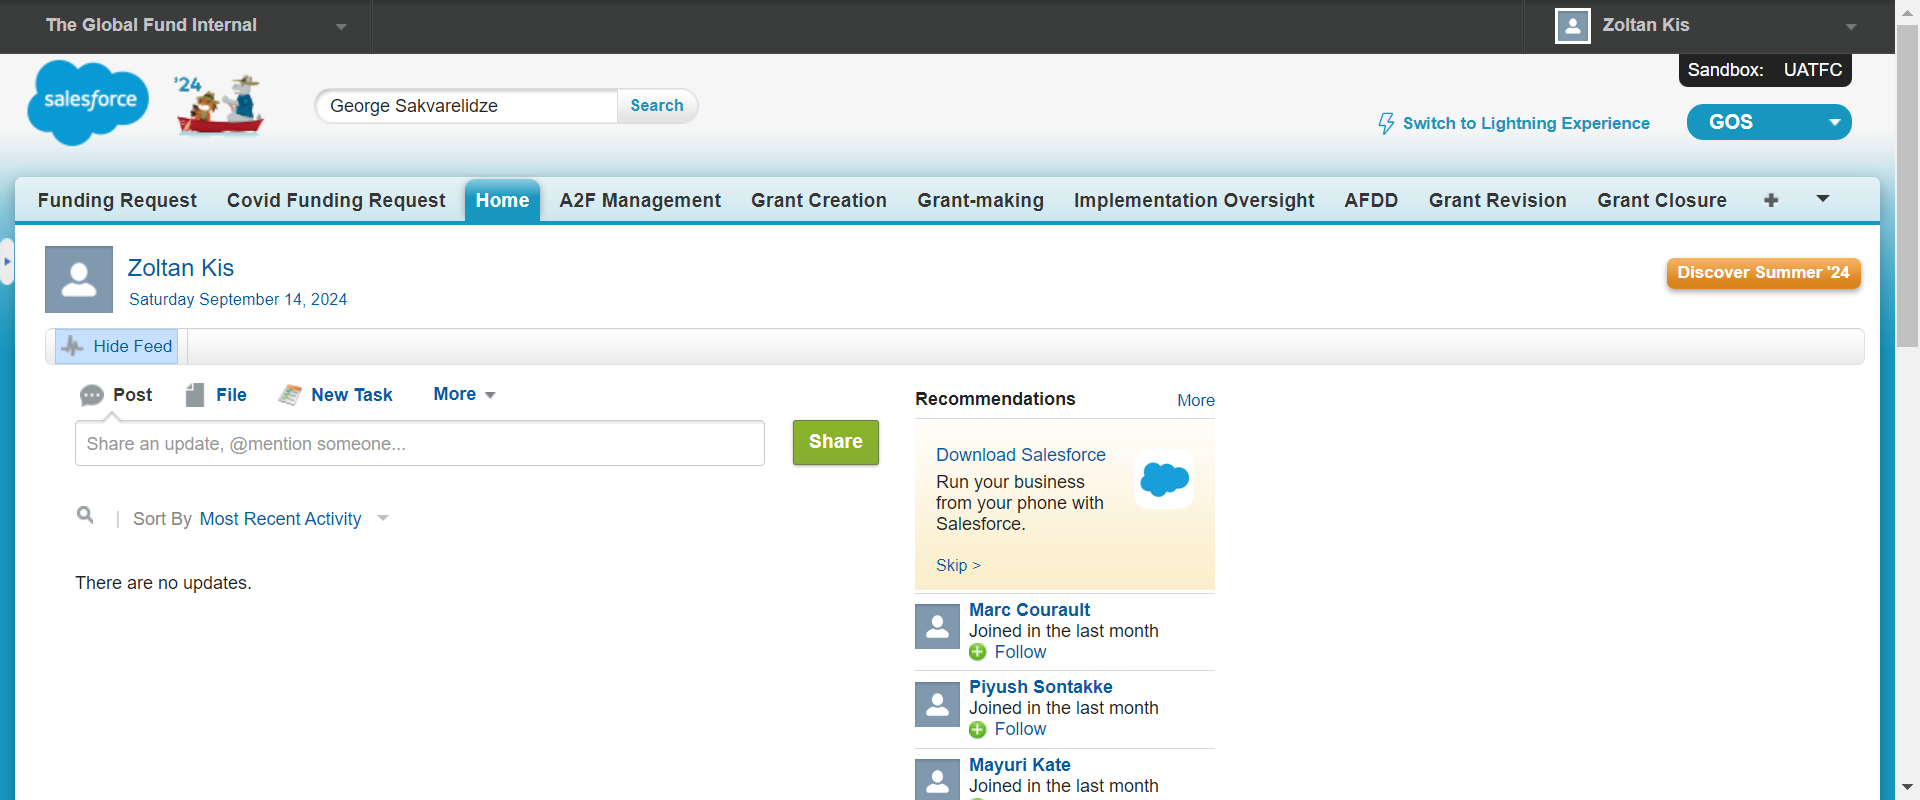 The Global Fund Internal
Zoltan Kis
salesforce
'24
George Sakvarelidze
Search
Sandbox: UATFC
Switch to Lightning Experience
GOS
Funding Request
Covid Funding Request
Home
A2F Management
Grant Creation
Grant-making
Implementation Oversight
AFDD
Grant Revision
Grant Closure
Zoltan Kis
Saturday September 14, 2024
Discover Summer '24
Hide Feed
Post
File
New Task
More
Share an update, @mention someone...
Share
Sort By Most Recent Activity
There are no updates.
Recommendations
More
Download Salesforce
Run your business
from your phone with
Salesforce.
Skip >
Marc Courault
Joined in the last month
Follow
Piyush Sontakke
Joined in the last month
Follow
Mayuri Kate
Joined in the last month